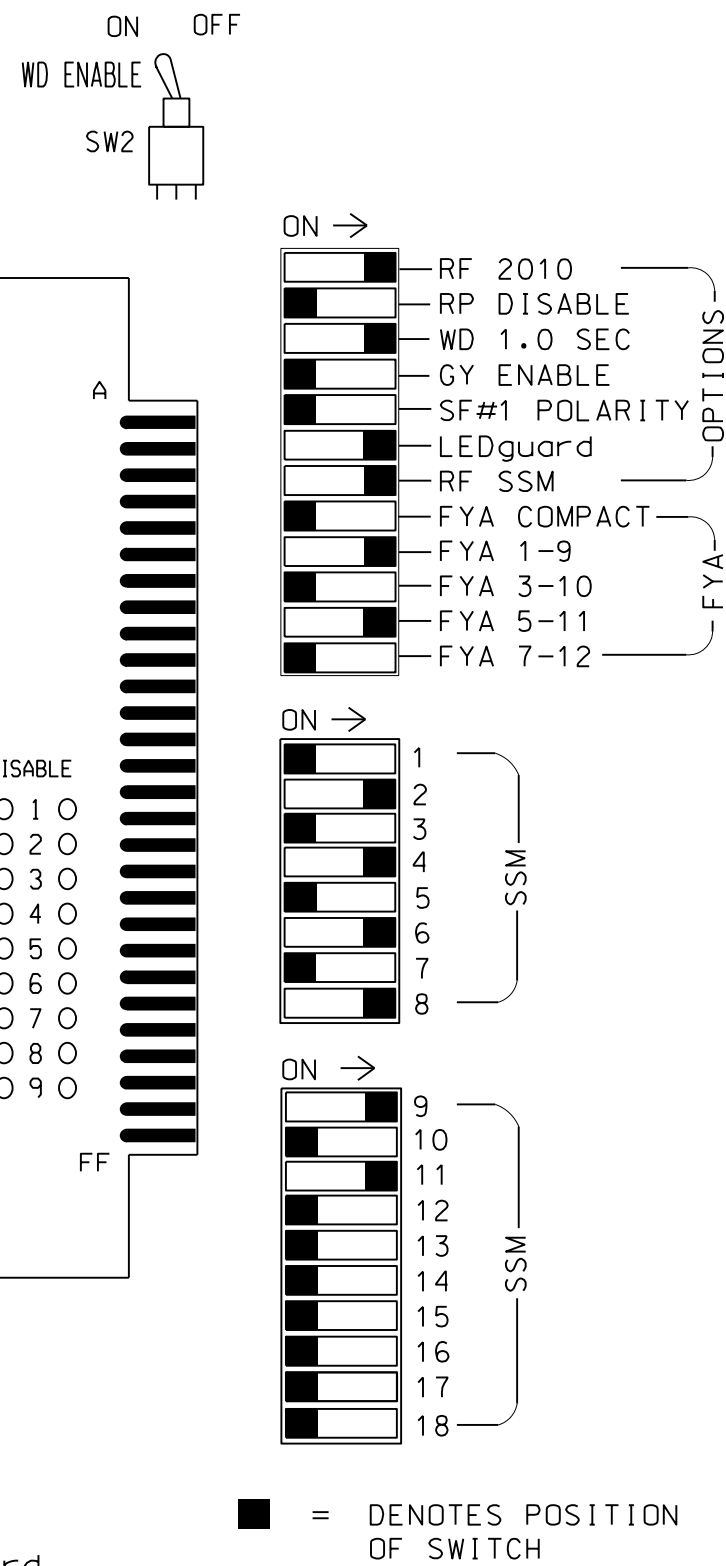 ON OFF
WD ENABLE
SW2
ON
RF 2010
RP DISABLE
WD 1.0 SEC
GY ENABLE
SF#1 POLARITY
LEDguard
RF SSM
OPTIONS
FYA COMPACT
FYA 1-9
FYA 3-10
FYA 5-11
FYA 7-12
FYA
A
ISABLE
1
2
3
4
5
6
7
8
9
FF
ON
1
2
3
4
5
6
7
8
SSM
ON
9
10
11
12
13
14
15
16
17
18
SSM
= DENOTES POSITION
OF SWITCH